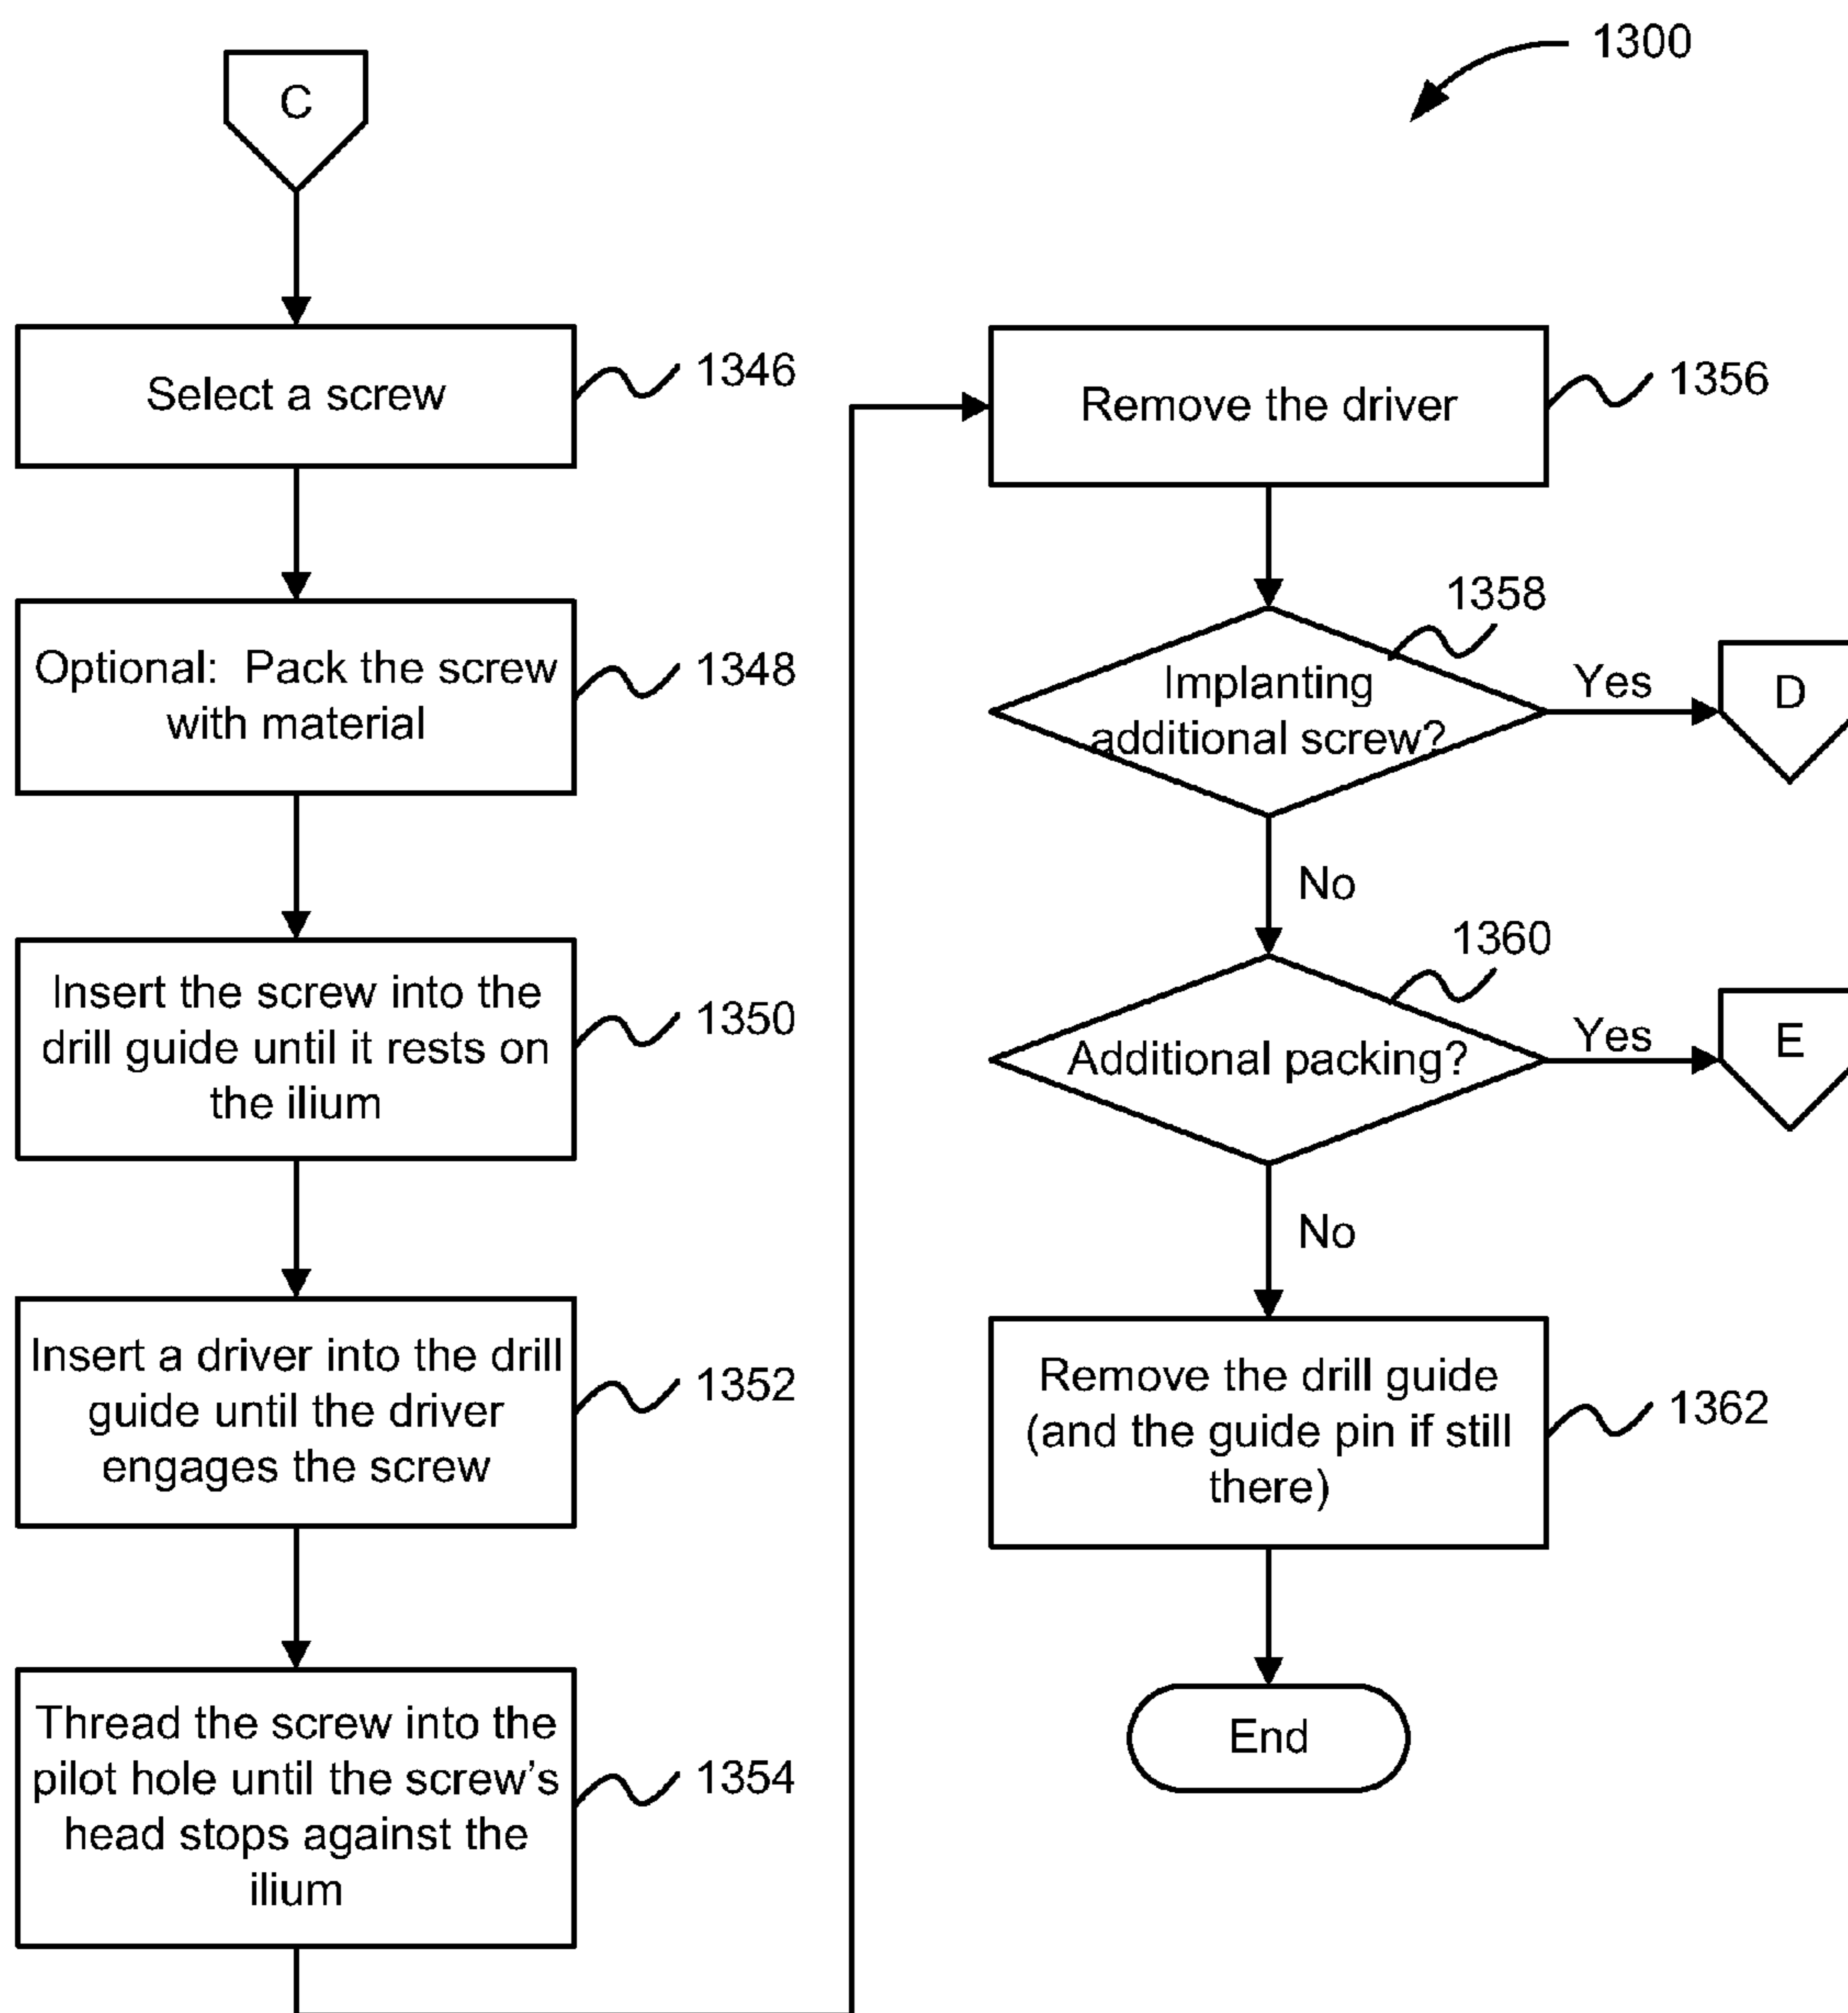 1300
C
Select a screw
1346
Optional:  Pack the screw
with material
1348
Insert the screw into the
drill guide until it rests on
the ilium
1350
Insert a driver into the drill
guide until the driver
engages the screw
1352
Thread the screw into the
pilot hole until the screw's
head stops against the
ilium
1354
Remove the driver
1356
1358
Implanting
additional screw?
Yes
D
No
1360
Additional packing?
Yes
E
No
Remove the drill guide
(and the guide pin if still
there)
1362
End